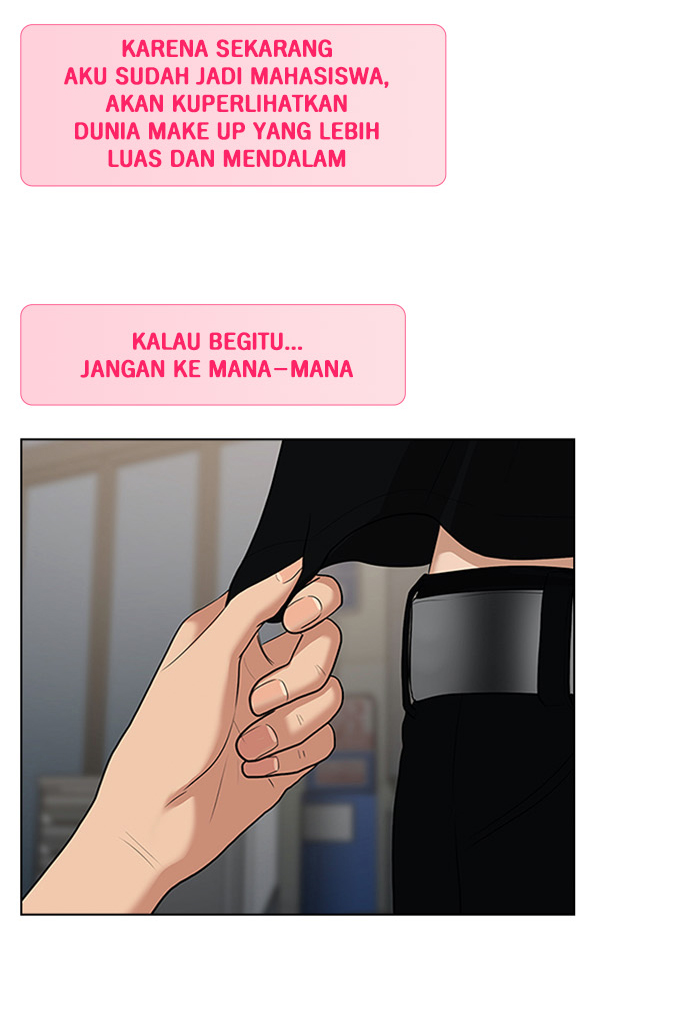 KARENA SEKARANG
AKU SUDAH JADI MAHASISWA,
AKAN KUPERLIHATKAN
DUNIA MAKE UP YANG LEBIH
LUAS DAN MENDALAM
KALAU BEGITU...
JANGAN KE MANA-MANA